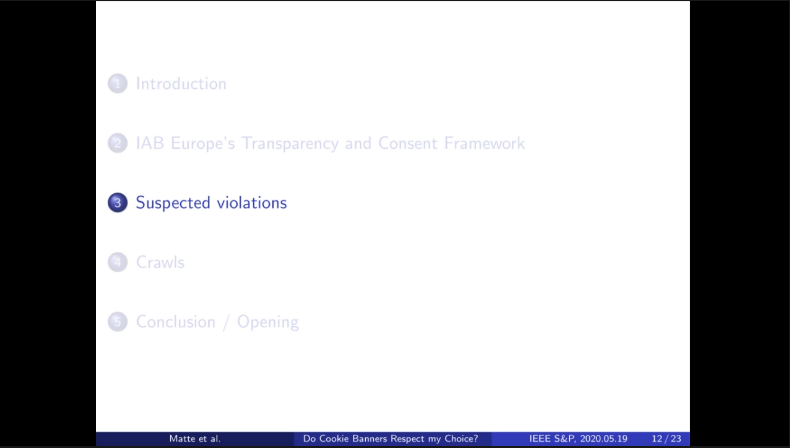 1 Introduction
2 IAB Europe's Transparency and Consent Framework
3 Suspected violations
4 Crawls
5 Conclusion / Opening
Matte et al. Do Cookie Banners Respect my Choice? IEEE S&P, 2020.05.19 12 / 23